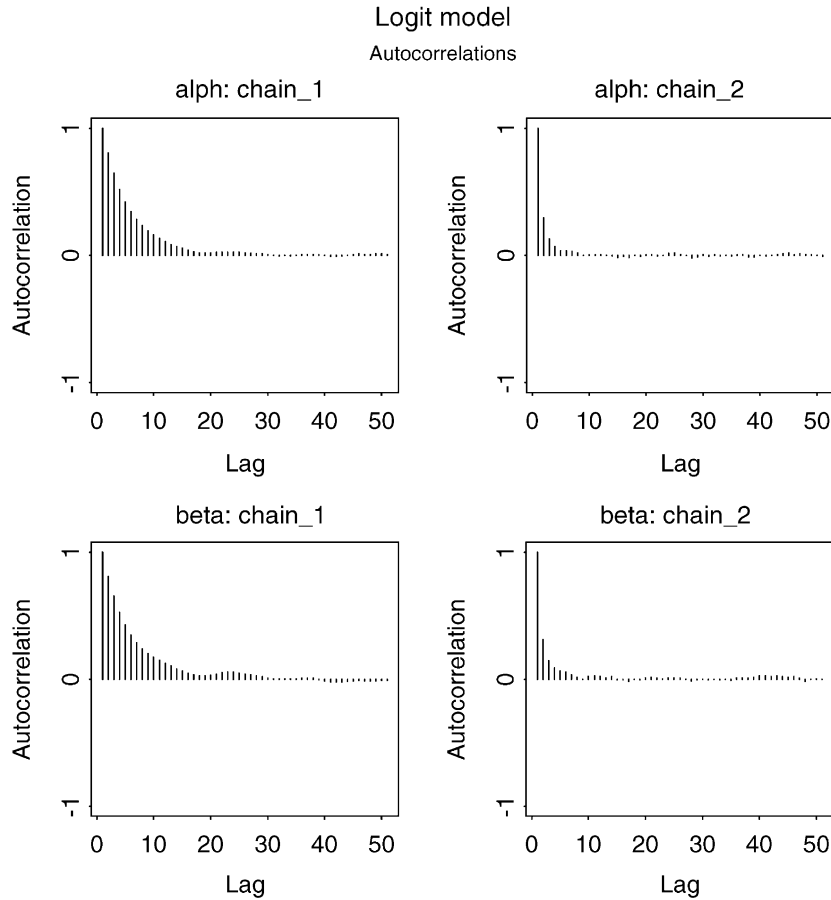 Logit model
Autocorrelations
alph: chain_1
Autocorrelation
1
0
-1
0 10 20 30 40 50
Lag
alph: chain_2
Autocorrelation
1
0
-1
0 10 20 30 40 50
Lag
beta: chain_1
Autocorrelation
1
0
-1
0 10 20 30 40 50
Lag
beta: chain_2
Autocorrelation
1
0
-1
0 10 20 30 40 50
Lag